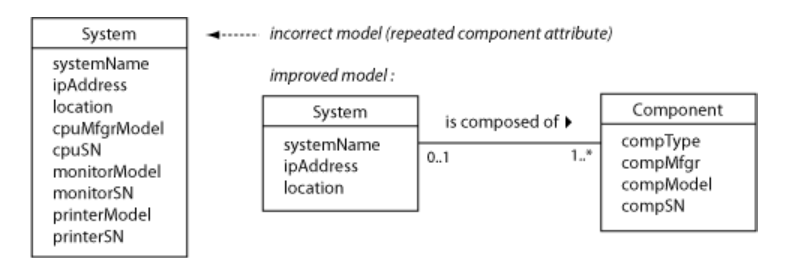 System
systemName
ipAddress
location
cpuMfgrModel
cpuSN
monitorModel
monitorSN
printerModel
printerSN
incorrect model (repeated component attribute)
improved model :
System
systemName
ipAddress
location
is composed of
0..1
1..*
Component
compType
compMfgr
compModel
compSN